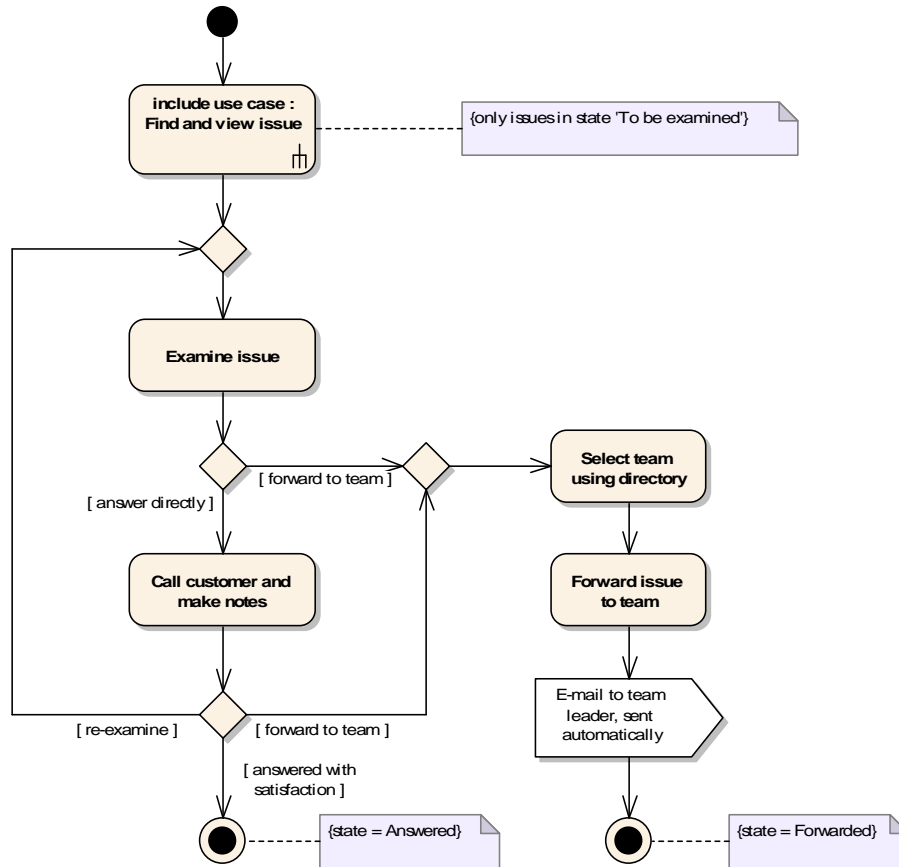 include use case :
Find and view issue
{only issues in state 'To be examined'}
Examine issue
[ forward to team ]
Select team
using directory
[ answer directly ]
Call customer and
make notes
Forward issue
to team
E-mail to team
leader, sent
automatically
[ re-examine ]
[ forward to team ]
[ answered with
satisfaction ]
{state = Answered}
{state = Forwarded}